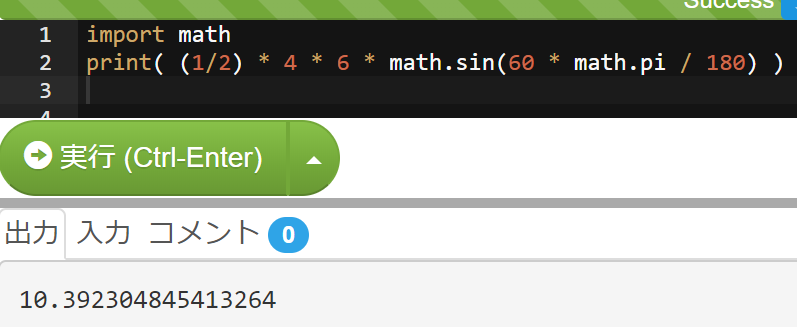 Success
1 import math
2 print( (1/2) * 4 * 6 * math.sin(60 * math.pi / 180) )
3
4
実行 (Ctrl-Enter)
出力 入力 コメント 0
10.392304845413264